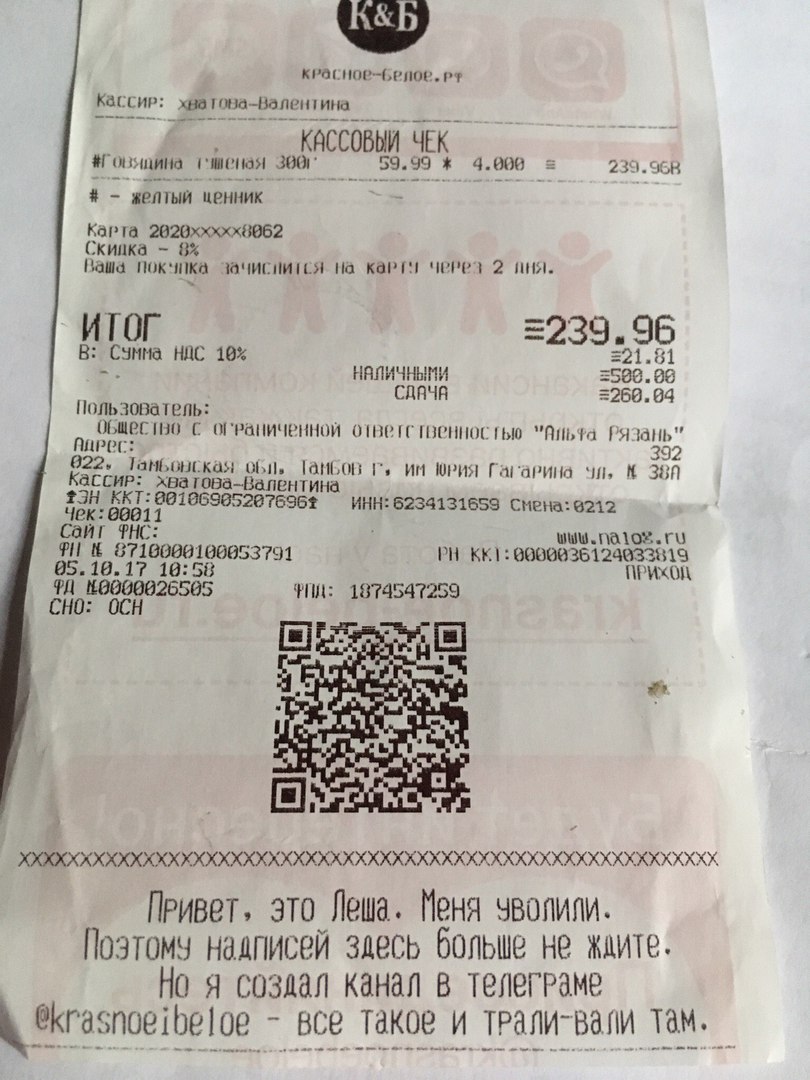 К&Б
красное-белое.рф
Кассир: Хватова-Валентина
КАССОВЫЙ ЧЕК
#Говядина тушеная 300г 59.99 * 4.000 ≡ 239.96В
# - желтый ценник
Карта 2020xxxxx8062
Скидка - 8%
Ваша покупка зачислится на карту через 2 дня.
ИТОГ ≡239.96
В: Сумма НДС 10% ≡21.81
НАЛИЧНЫМИ ≡500.00
СДАЧА ≡260.04
Пользователь:
Общество с ограниченной ответственностью "Альфа Рязань"
Адрес: 392
022, Тамбовская обл, Тамбов г, им Юрия Гагарина ул, № 38А
Кассир: Хватова-Валентина
ЗН ККТ:00106905207696 ИНН:6234131659 Смена:0212
Чек:00011
Сайт ФНС: www.nalog.ru
ФН № 8710000100053791 РН ККТ:0000036124033819
05.10.17 10:58 ПРИХОД
ФД №0000026505 ФПД: 1874547259
СНО: ОСН
XXXXXXXXXXXXXXXXXXXXXXXXXXXXXXXXXXXXXXXXXXXXXXXXXXXXXXXX
Привет, это Леша. Меня уволили.
Поэтому надписей здесь больше не ждите.
Но я создал канал в телеграме
@krasnoeibeloe - все такое и трали-вали там.